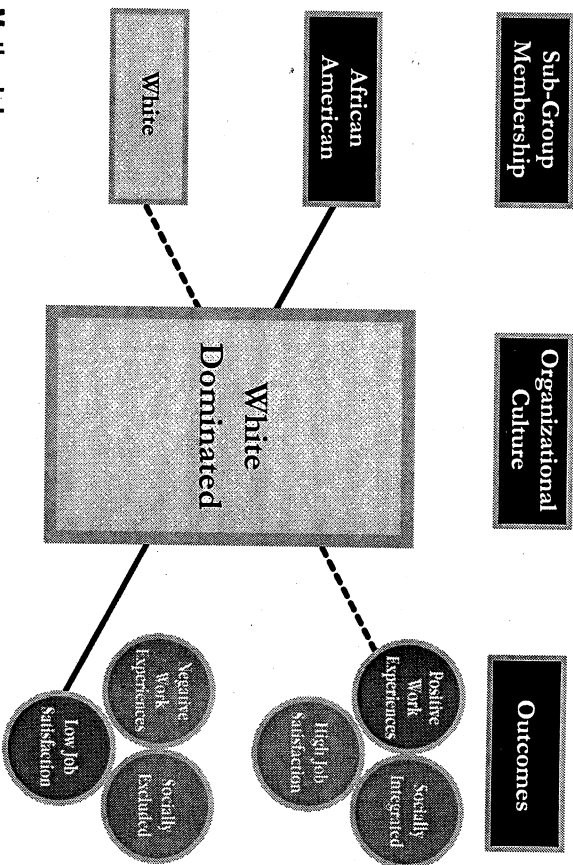 Sub-Group
Membership
Organizational
Culture
Outcomes
African
American
White
White
Dominated
Positive
Work
Experiences
Socially
Integrated
High Job
Satisfaction
Negative
Work
Experiences
Socially
Excluded
Low Job
Satisfaction